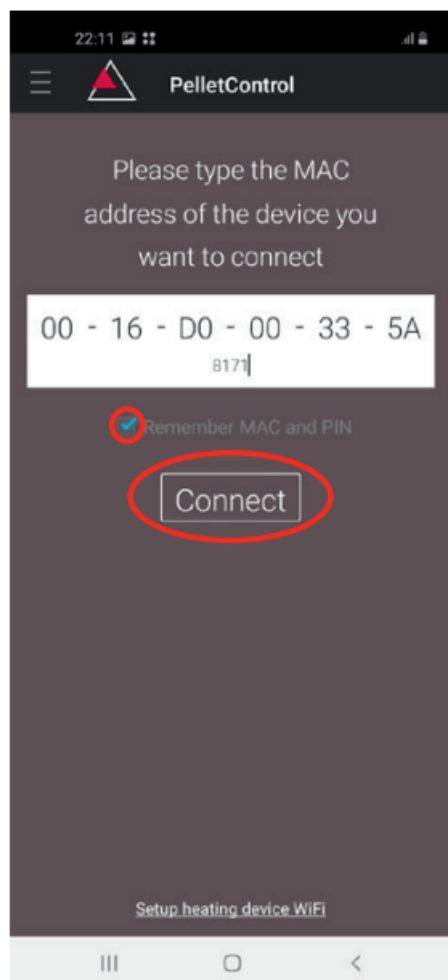 22:11
PelletControl
Please type the MAC
address of the device you
want to connect
00 - 16 - D0 - 00 - 33 - 5A
8171
Remember MAC and PIN
Connect
Setup heating device WiFi